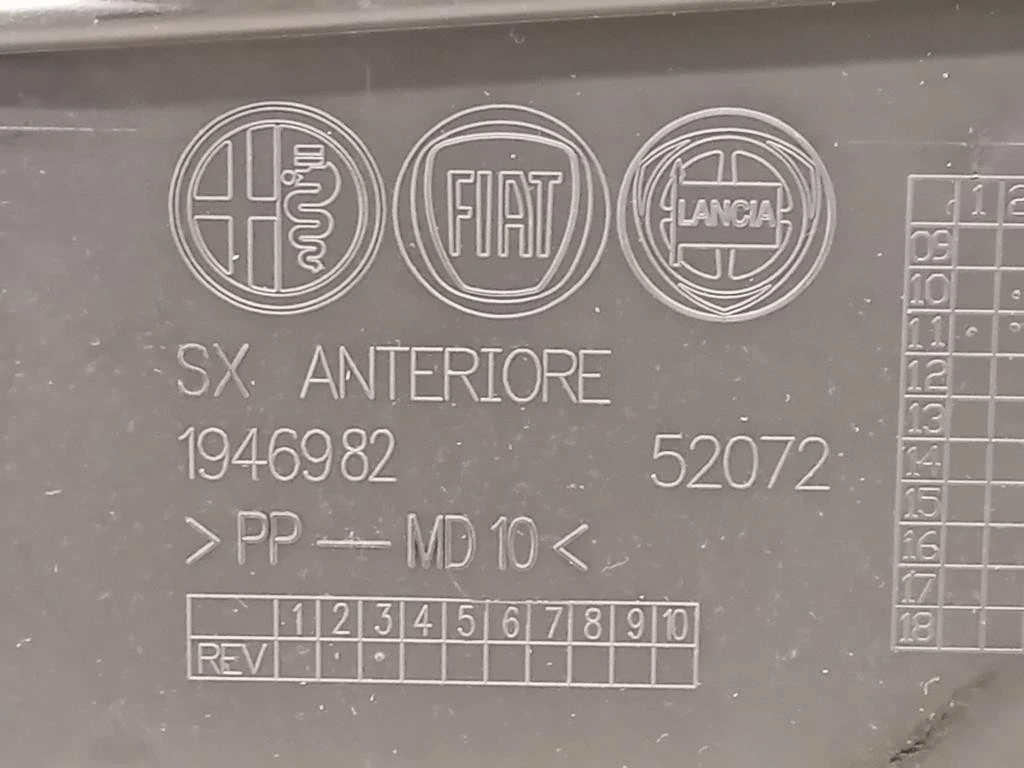 FIAT
LANCIA
SX ANTERIORE
1946982 52072
>PP — MD 10<
1 2 3 4 5 6 7 8 9 10
REV
1 2
09
10
11
12
13
14
15
16
17
18